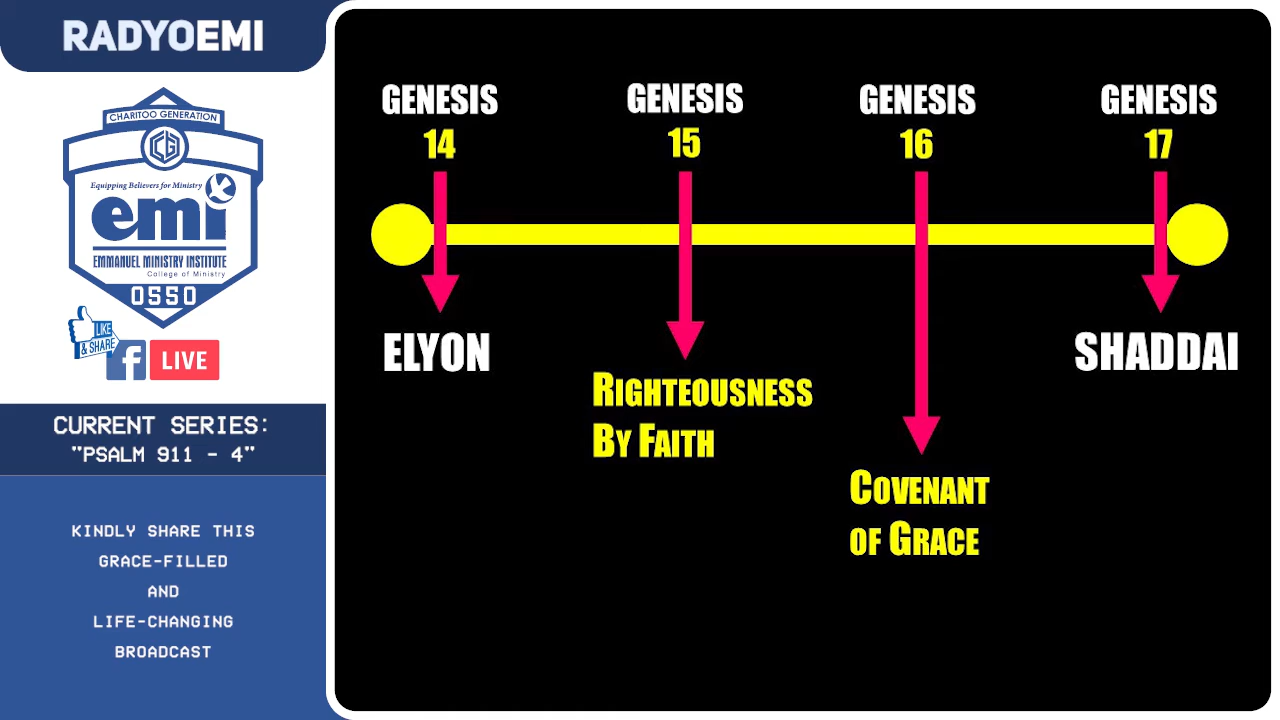 RADYOEMI
CHARITOO GENERATION
CG
Equipping Believers for Ministry
emi
EMMANUEL MINISTRY INSTITUTE
College of Ministry
0550
LIKE
& SHARE
f LIVE
CURRENT SERIES:
"PSALM 911 - 4"
KINDLY SHARE THIS
GRACE-FILLED
AND
LIFE-CHANGING
BROADCAST
GENESIS
14
ELYON
GENESIS
15
RIGHTEOUSNESS
BY FAITH
GENESIS
16
COVENANT
OF GRACE
GENESIS
17
SHADDAI